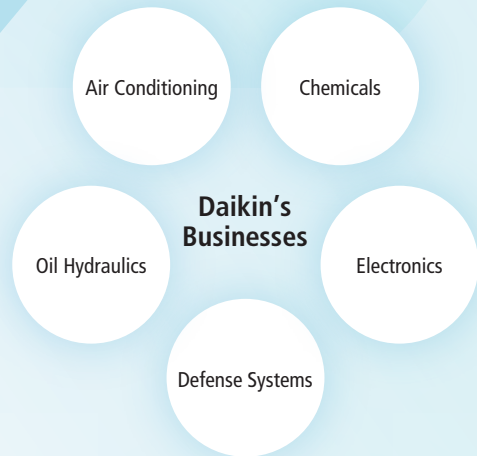 Air Conditioning
Chemicals
Daikin’s
Businesses
Oil Hydraulics
Electronics
Defense Systems